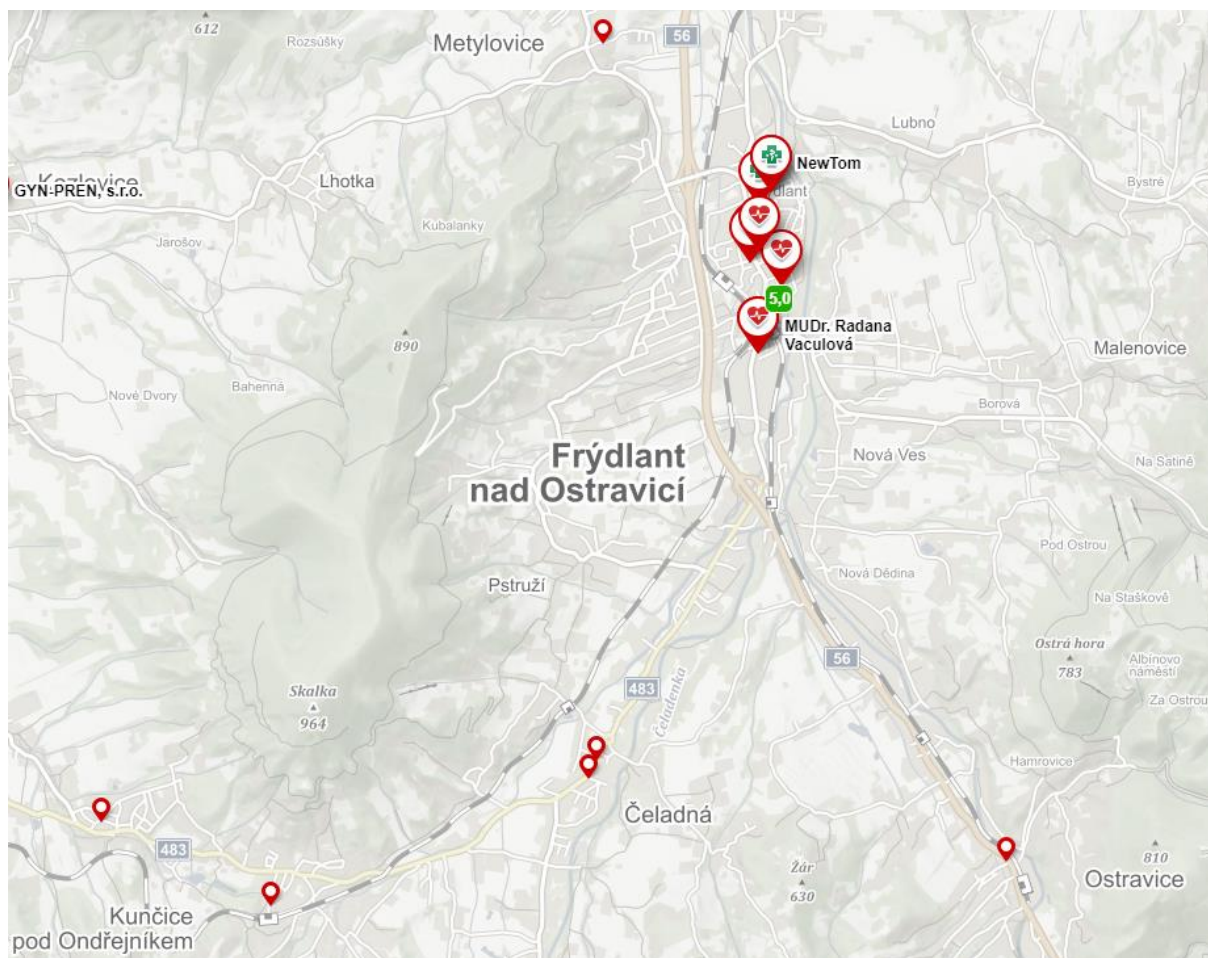 612
Rozsůšky
Metylovice
56
Lubno
NewTom
Kozlovice
GYN-PREN, s.r.o.
Lhotka
dlant
Bystré
Kubalanky
Jarošov
5,0
MUDr. Radana
Vaculová
890
Malenovice
Nové Dvory
Bahenná
Borová
Frýdlant
nad Ostravicí
Nová Ves
Na Satině
Pod Ostrou
Pstruží
Nová Dědina
Na Staškově
Ostrá hora
783
Albínovo
náměstí
56
Skalka
964
483
Čeladenka
Za Ostrou
Hamrovice
Čeladná
483
Žár
630
810
Ostravice
Kunčice
pod Ondřejníkem